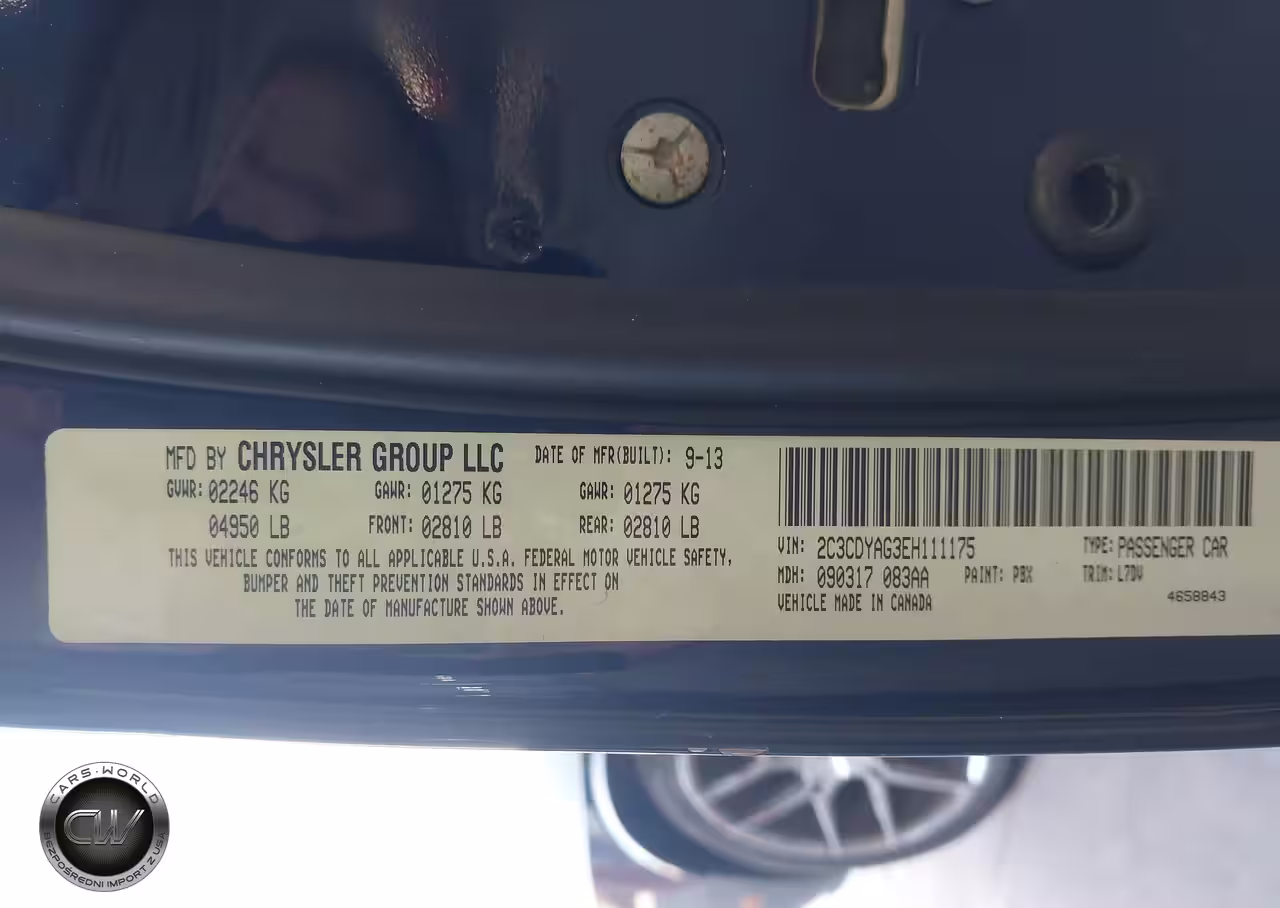 MFD BY CHRYSLER GROUP LLC DATE OF MFR(BUILT): 9-13
GVWR: 02246 KG GAWR: 01275 KG GAWR: 01275 KG
04950 LB FRONT: 02810 LB REAR: 02810 LB
THIS VEHICLE CONFORMS TO ALL APPLICABLE U.S.A. FEDERAL MOTOR VEHICLE SAFETY,
BUMPER AND THEFT PREVENTION STANDARDS IN EFFECT ON
THE DATE OF MANUFACTURE SHOWN ABOVE.
VIN: 2C3CDYAG3EH111175 TYPE: PASSENGER CAR
MDH: 090317 083AA PAINT: PBX TRIM: L7DV
VEHICLE MADE IN CANADA 4658843
CARS·WORLD
CW
BEZPOŚREDNI IMPORT Z USA